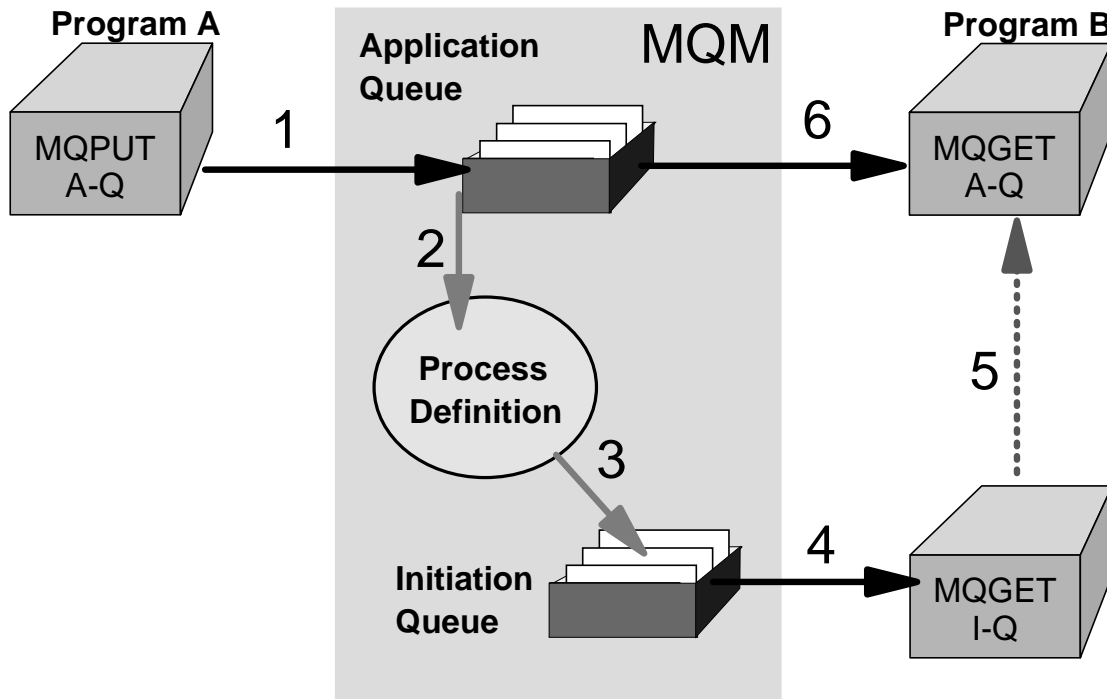 Program A
MQPUT
A-Q
1
Application
Queue
MQM
2
Process
Definition
3
Initiation
Queue
6
4
Program B
MQGET
A-Q
5
MQGET
I-Q